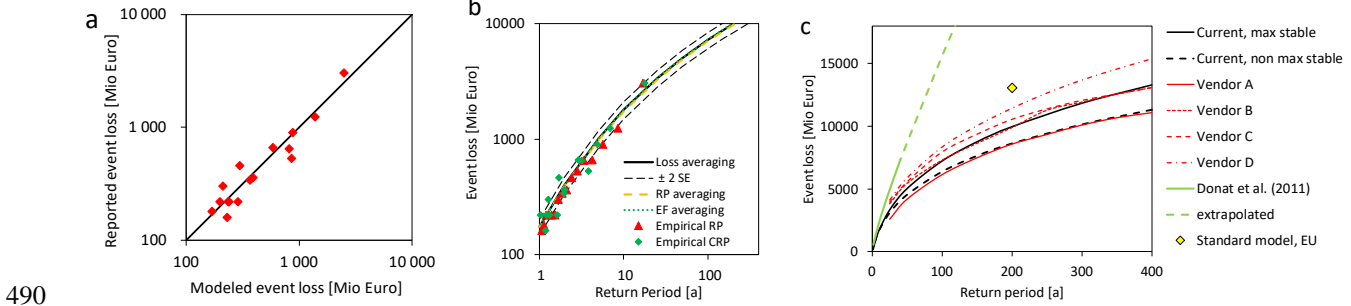 a
Reported event loss [Mio Euro]
10 000
1 000
100
100
1 000
10 000
Modeled event loss [Mio Euro]
b
Event loss [Mio Euro]
10000
1000
100
1
10
100
Return Period [a]
Loss averaging
± 2 SE
RP averaging
EF averaging
Empirical RP
Empirical CRP
c
Event loss [Mio Euro]
15000
10000
5000
0
0
100
200
300
400
Return period [a]
Current, max stable
Current, non max stable
Vendor A
Vendor B
Vendor C
Vendor D
Donat et al. (2011)
extrapolated
Standard model, EU
490